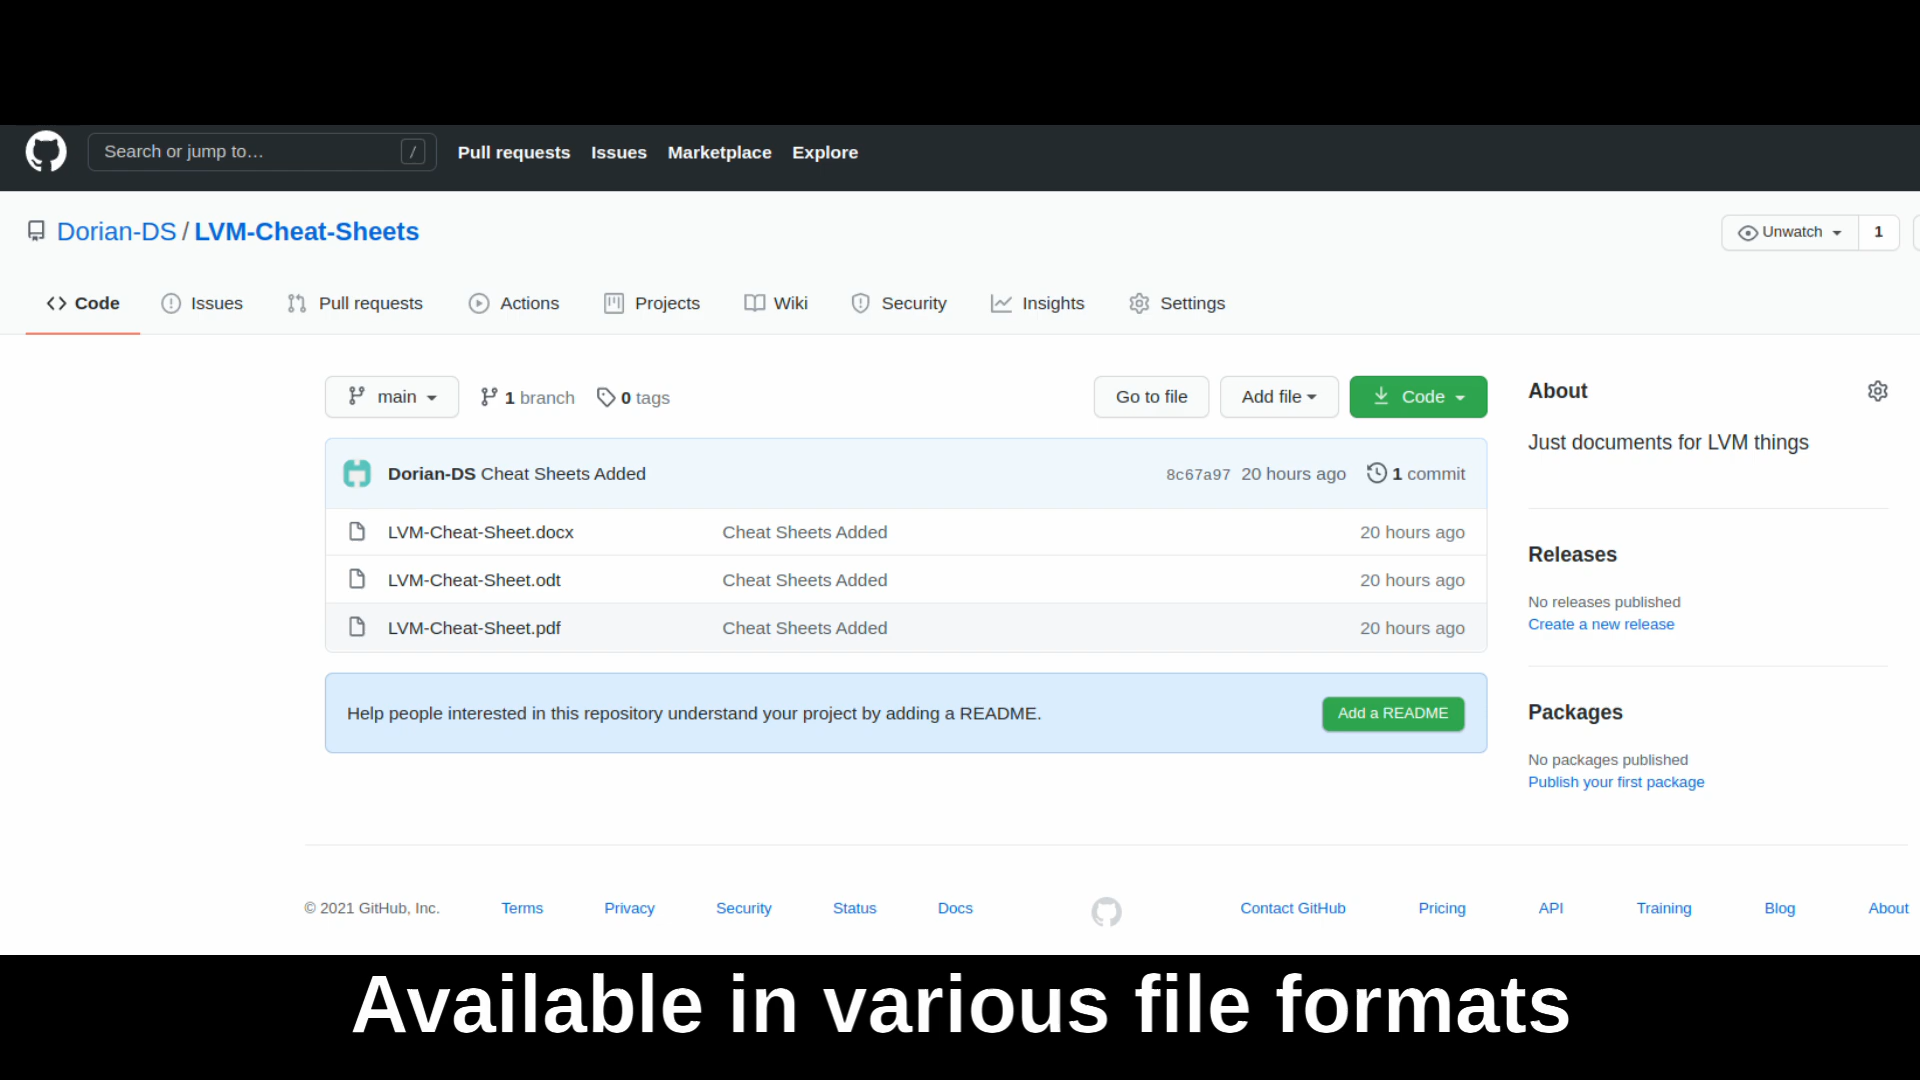 Search or jump to… /
Pull requests Issues Marketplace Explore
Dorian-DS / LVM-Cheat-Sheets
Unwatch 1
Code Issues Pull requests Actions Projects Wiki Security Insights Settings
main 1 branch 0 tags
Go to file Add file Code
Dorian-DS Cheat Sheets Added 8c67a97 20 hours ago 1 commit
LVM-Cheat-Sheet.docx Cheat Sheets Added 20 hours ago
LVM-Cheat-Sheet.odt Cheat Sheets Added 20 hours ago
LVM-Cheat-Sheet.pdf Cheat Sheets Added 20 hours ago
Help people interested in this repository understand your project by adding a README.
Add a README
About
Just documents for LVM things
Releases
No releases published
Create a new release
Packages
No packages published
Publish your first package
© 2021 GitHub, Inc. Terms Privacy Security Status Docs Contact GitHub Pricing API Training Blog About
Available in various file formats